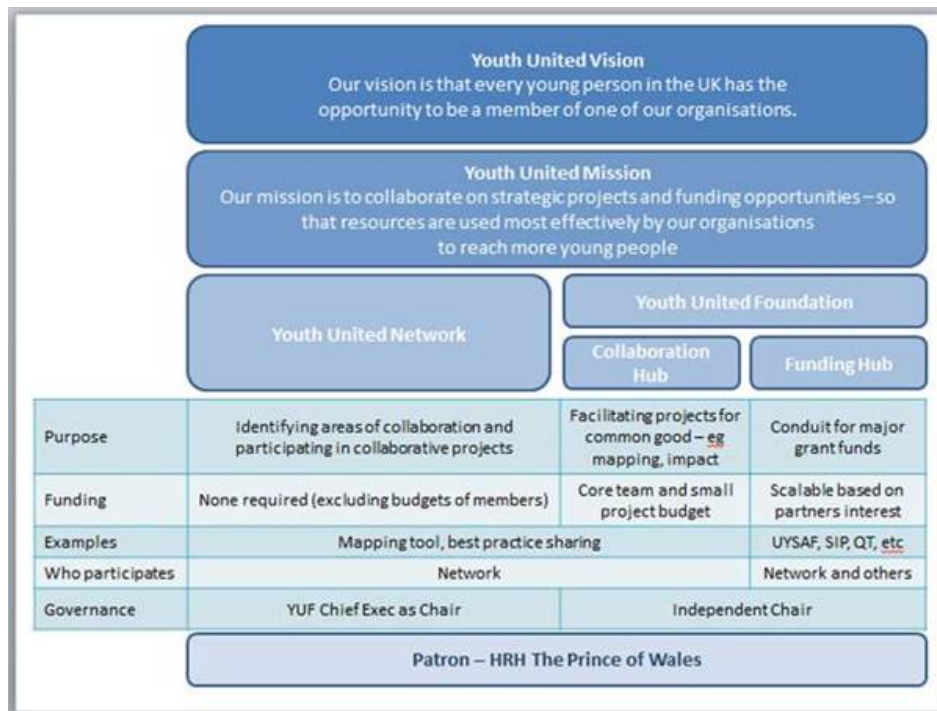 Youth United Vision
Our vision is that every young person in the UK has the
opportunity to be a member of one of our organisations.
Youth United Mission
Our mission is to collaborate on strategic projects and funding opportunities – so
that resources are used most effectively by our organisations
to reach more young people
Youth United Network
Youth United Foundation
Collaboration
Hub
Funding Hub
Purpose
Identifying areas of collaboration and
participating in collaborative projects
Facilitating projects for
common good – eg
mapping, impact
Conduit for major
grant funds
Funding
None required (excluding budgets of members)
Core team and small
project budget
Scalable based on
partners interest
Examples
Mapping tool, best practice sharing
UYSAF, SIP, QT, etc
Who participates
Network
Network and others
Governance
YUF Chief Exec as Chair
Independent Chair
Patron – HRH The Prince of Wales